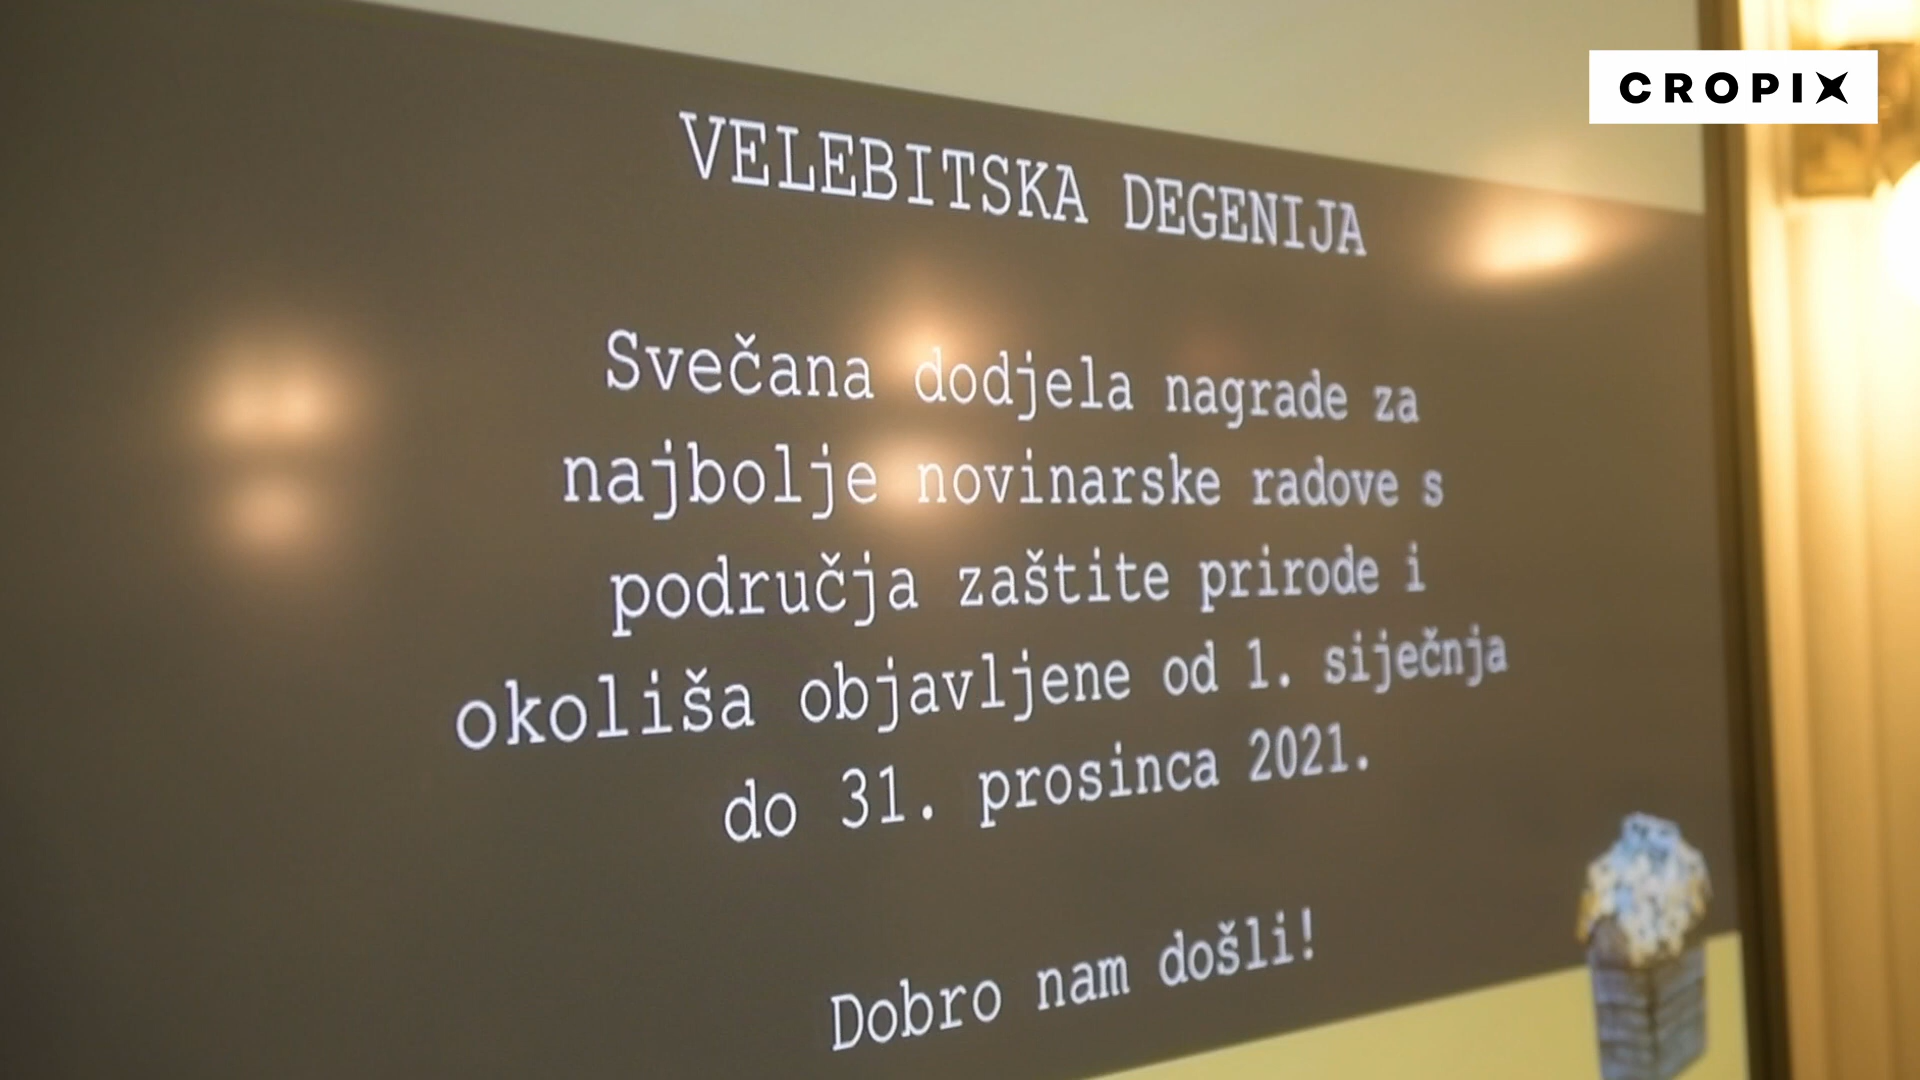 CROPIX
VELEBITSKA DEGENIJA
Svečana dodjela nagrade za
najbolje novinarske radove s
područja zaštite prirode i
okoliša objavljene od 1. siječnja
do 31. prosinca 2021.
Dobro nam došli!